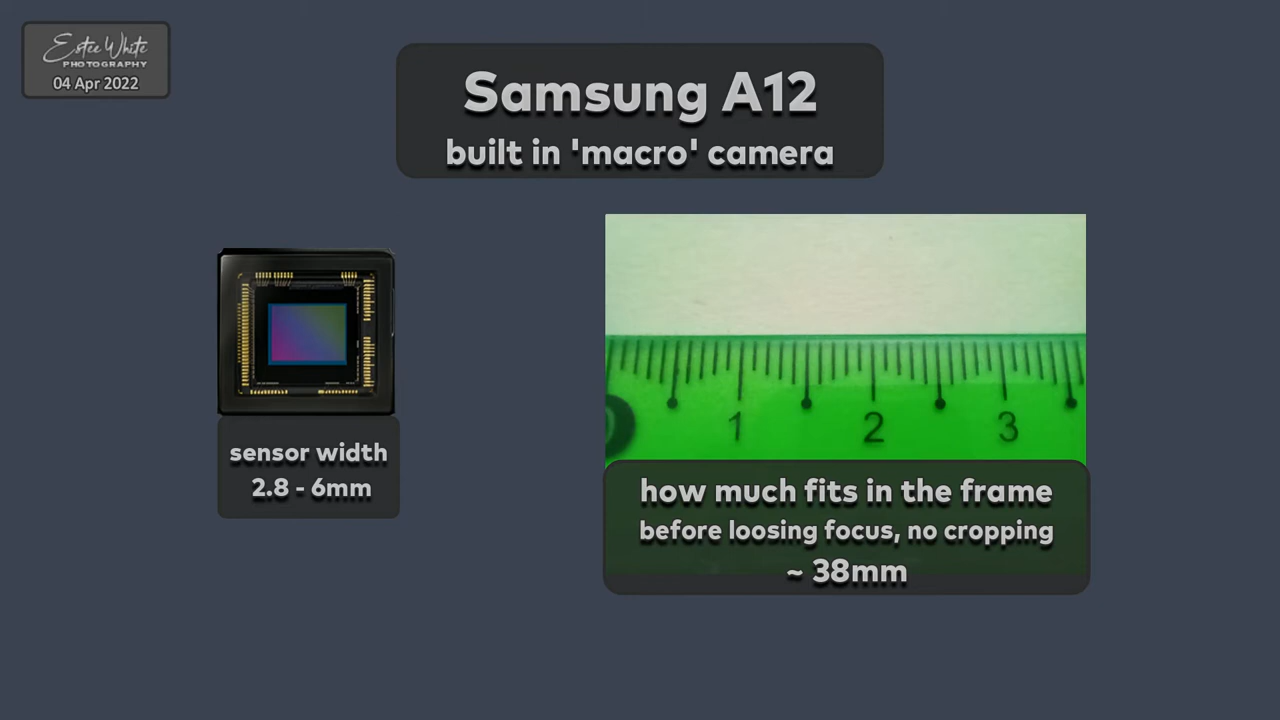 Estee White
PHOTOGRAPHY
04 Apr 2022
Samsung A12
built in 'macro' camera
1 2 3
sensor width
2.8 - 6mm
how much fits in the frame
before loosing focus, no cropping
~ 38mm